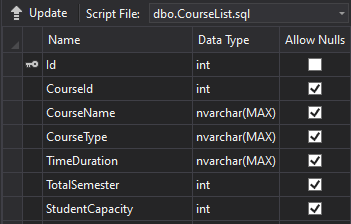 Update Script File: dbo.CourseList.sql
Name Data Type Allow Nulls
Id int
CourseId int
CourseName nvarchar(MAX)
CourseType nvarchar(MAX)
TimeDuration nvarchar(MAX)
TotalSemester int
StudentCapacity int